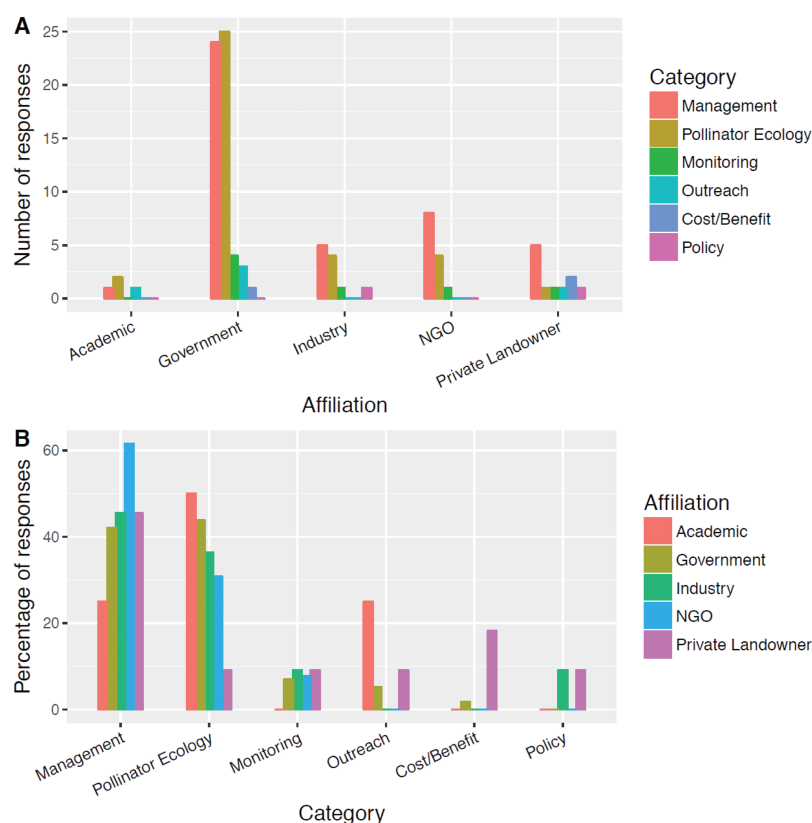 A
Number of responses
25
20
15
10
5
0
Academic
Government
Industry
NGO
Private Landowner
Affiliation
Category
Management
Pollinator Ecology
Monitoring
Outreach
Cost/Benefit
Policy
B
Percentage of responses
60
40
20
0
Management
Pollinator Ecology
Monitoring
Outreach
Cost/Benefit
Policy
Category
Affiliation
Academic
Government
Industry
NGO
Private Landowner